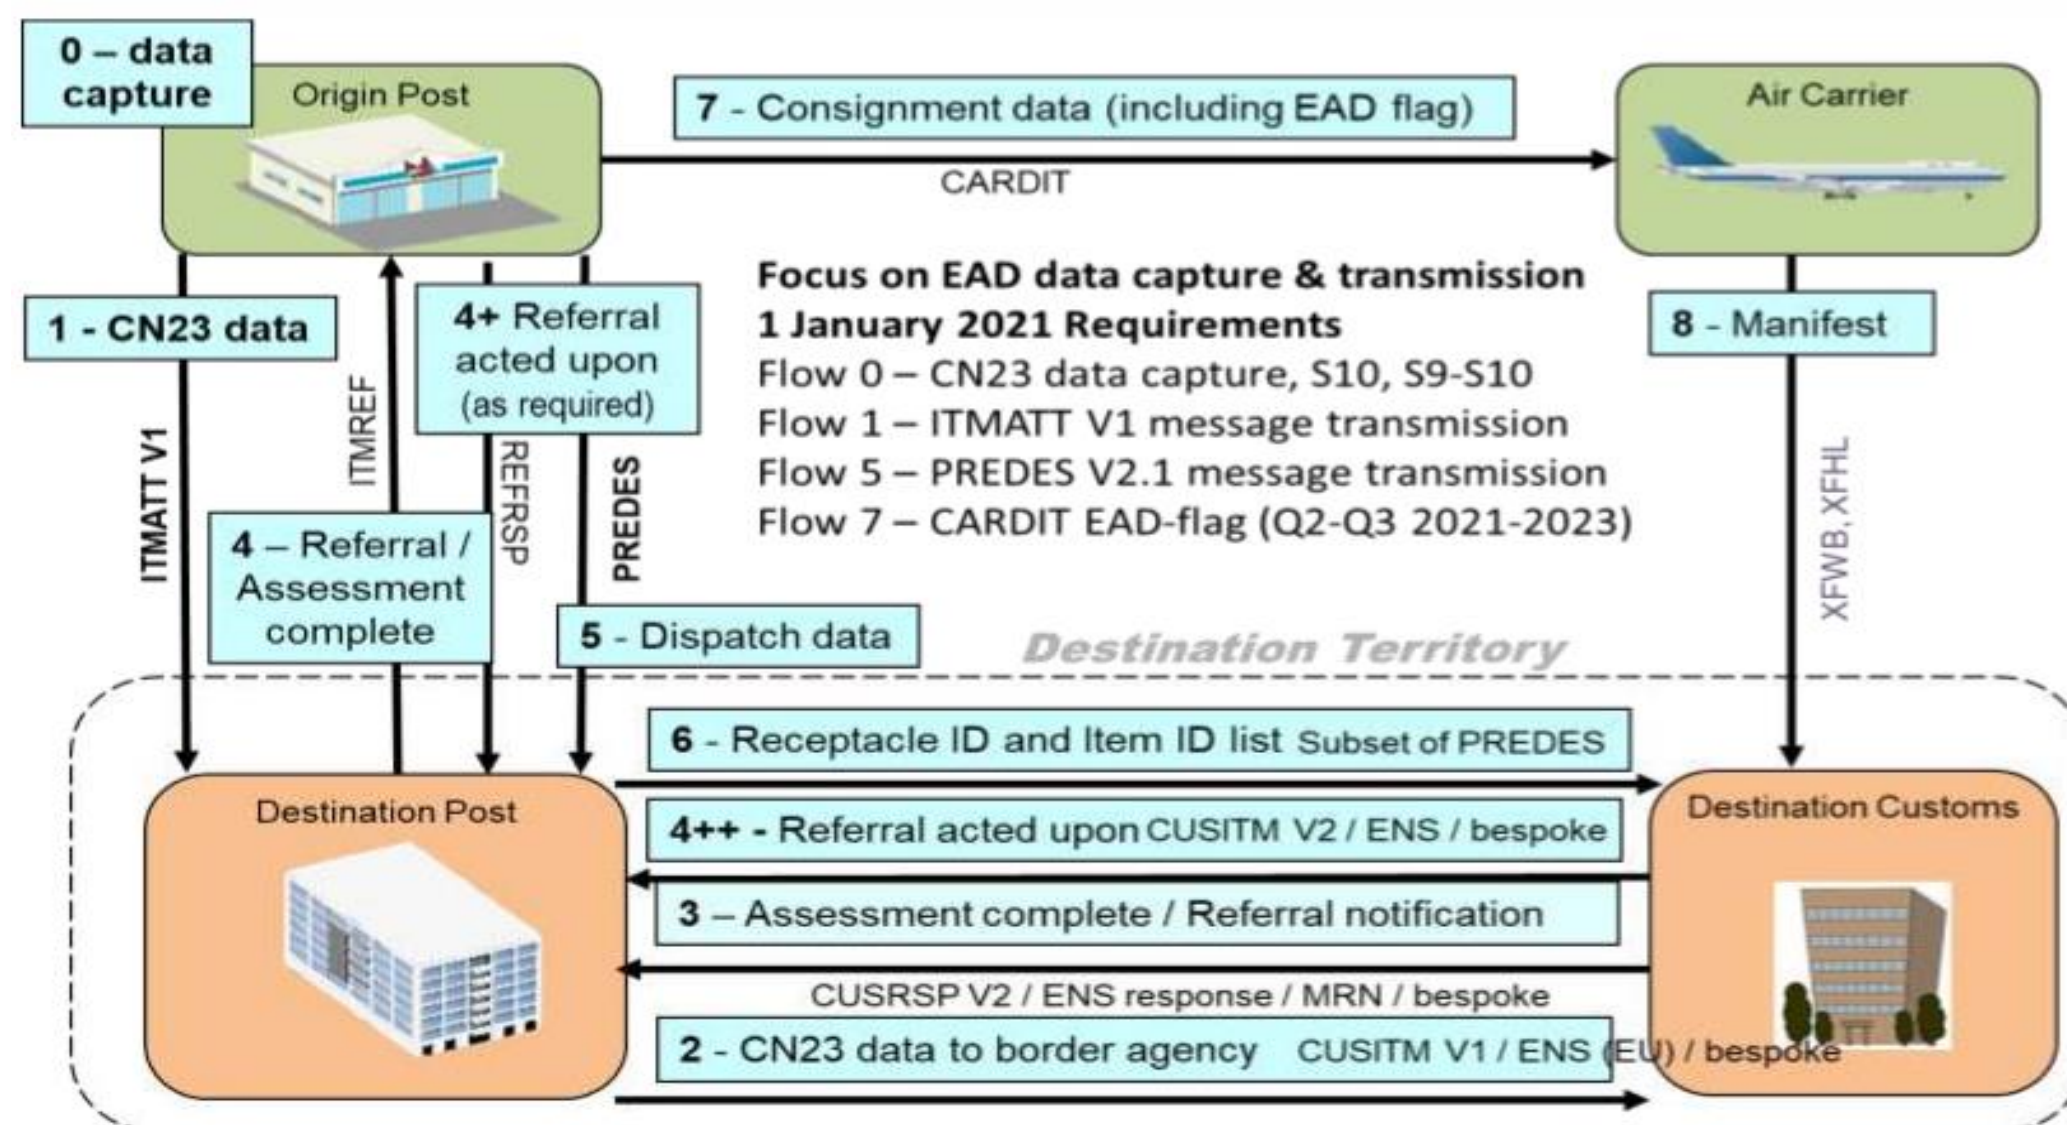 0 – data
capture
Origin Post
7 - Consignment data (including EAD flag)
CARDIT
Air Carrier
1 - CN23 data
4+ Referral
acted upon
(as required)
Focus on EAD data capture & transmission
1 January 2021 Requirements
Flow 0 – CN23 data capture, S10, S9-S10
Flow 1 – ITMATT V1 message transmission
Flow 5 – PREDES V2.1 message transmission
Flow 7 – CARDIT EAD-flag (Q2-Q3 2021-2023)
8 - Manifest
ITMATT V1
ITMREF
REFRSP
PREDES
XFWB, XFHL
4 – Referral /
Assessment
complete
5 - Dispatch data
Destination Territory
Destination Post
6 - Receptacle ID and Item ID list Subset of PREDES
4++ - Referral acted upon CUSITM V2 / ENS / bespoke
3 – Assessment complete / Referral notification
CUSRSP V2 / ENS response / MRN / bespoke
2 - CN23 data to border agency CUSITM V1 / ENS (EU) / bespoke
Destination Customs